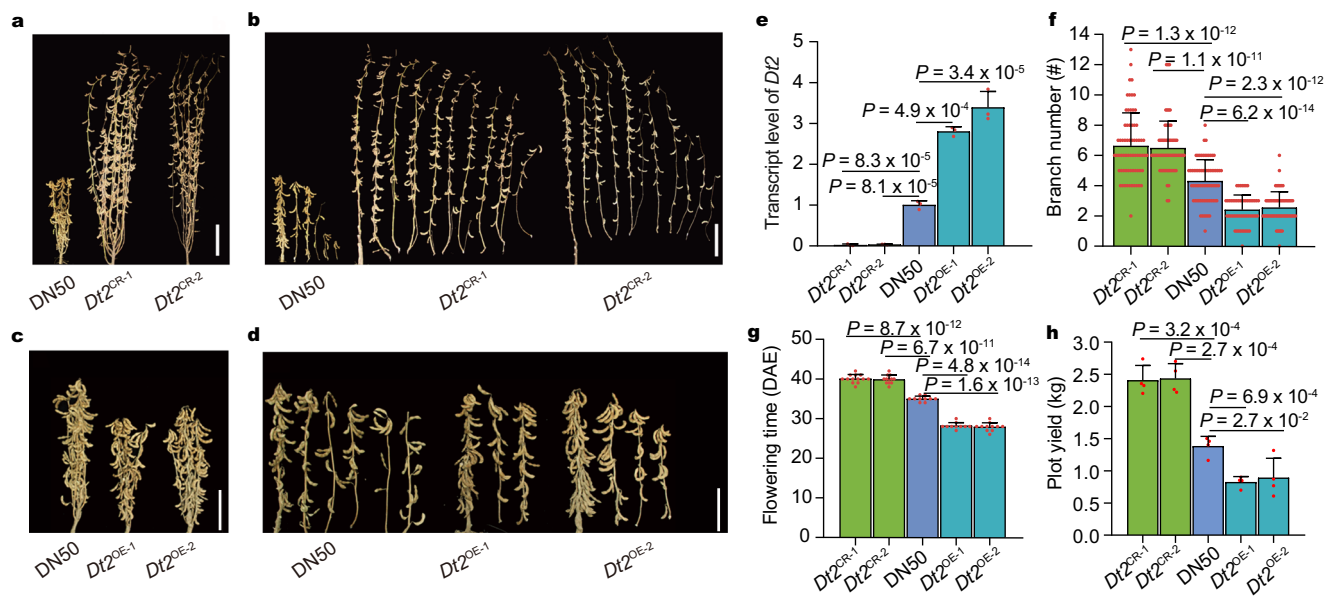 a
b
DN50
Dt2CR-1
Dt2CR-2
DN50
Dt2CR-1
Dt2CR-2
c
d
DN50
Dt2OE-1
Dt2OE-2
DN50
Dt2OE-1
Dt2OE-2
e
Transcript level of Dt2
5
4
3
2
1
0
P = 3.4 x 10-5
P = 4.9 x 10-4
P = 8.3 x 10-5
P = 8.1 x 10-5
Dt2CR-1
Dt2CR-2
DN50
Dt2OE-1
Dt2OE-2
f
Branch number (#)
14
12
10
8
6
4
2
0
P = 1.3 x 10-12
P = 1.1 x 10-11
P = 2.3 x 10-12
P = 6.2 x 10-14
Dt2CR-1
Dt2CR-2
DN50
Dt2OE-1
Dt2OE-2
g
Flowering time (DAE)
50
40
30
20
10
0
P = 8.7 x 10-12
P = 6.7 x 10-11
P = 4.8 x 10-14
P = 1.6 x 10-13
Dt2CR-1
Dt2CR-2
DN50
Dt2OE-1
Dt2OE-2
h
Plot yield (kg)
3.0
2.5
2.0
1.5
1.0
0.5
0.0
P = 3.2 x 10-4
P = 2.7 x 10-4
P = 6.9 x 10-4
P = 2.7 x 10-2
Dt2CR-1
Dt2CR-2
DN50
Dt2OE-1
Dt2OE-2